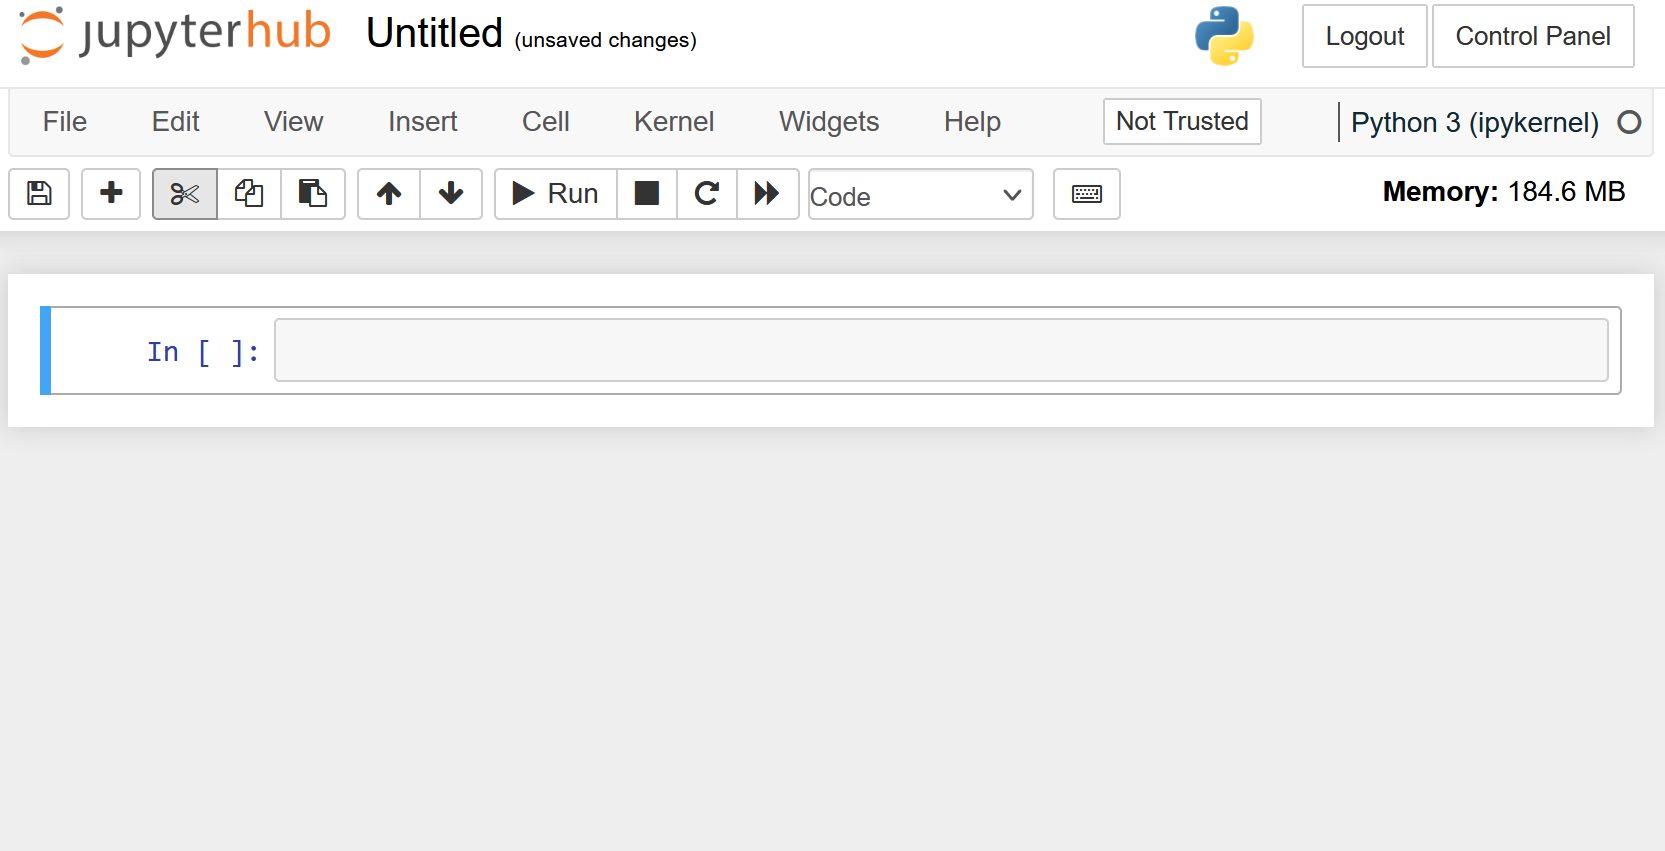 jupyterhub Untitled (unsaved changes) Logout Control Panel
File Edit View Insert Cell Kernel Widgets Help Not Trusted Python 3 (ipykernel)
Run Code Memory: 184.6 MB
In [ ]: